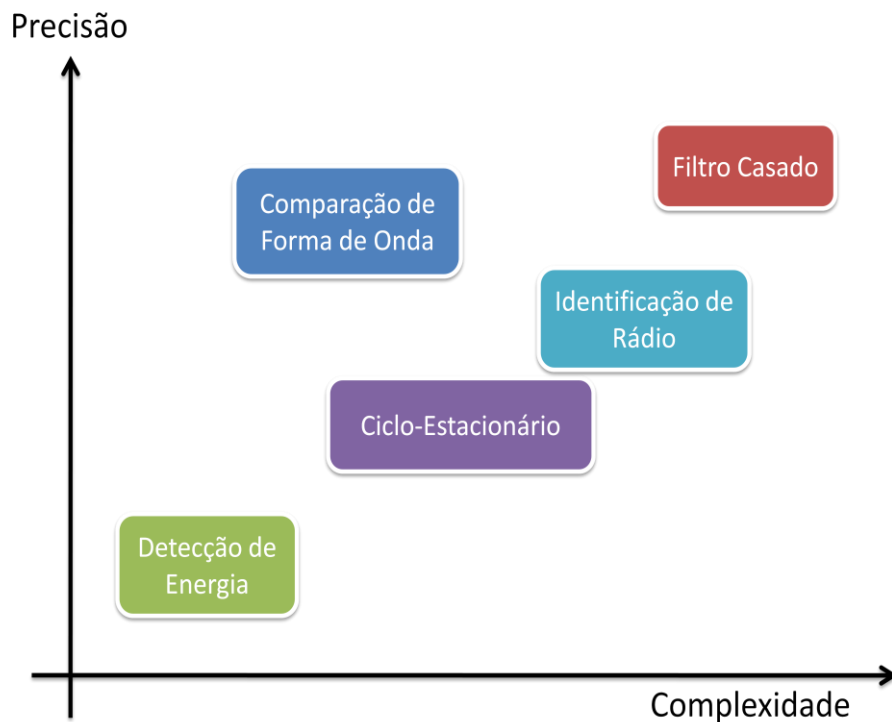 Precisão
Filtro Casado
Comparação de
Forma de Onda
Identificação de
Rádio
Ciclo-Estacionário
Detecção de
Energia
Complexidade